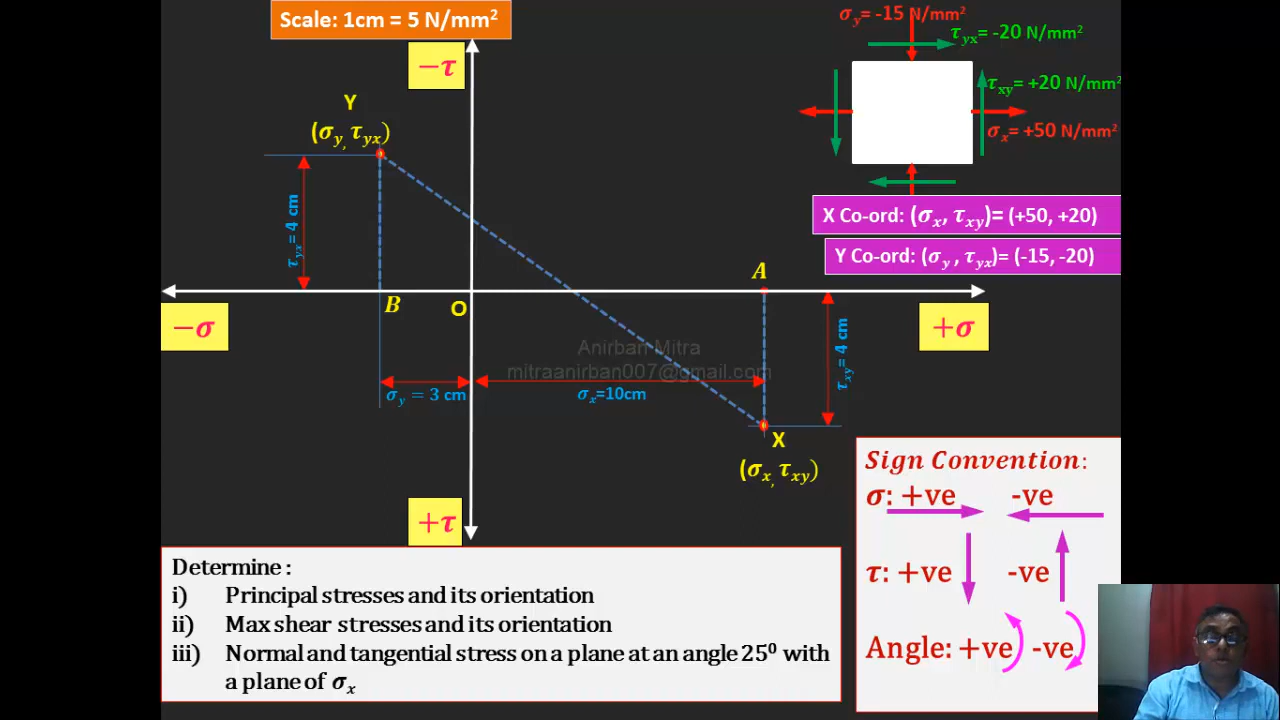 Scale: 1cm = 5 N/mm²
σy= -15 N/mm²
τyx= -20 N/mm²
−τ
τxy= +20 N/mm²
Y
(σy, τyx)
σx= +50 N/mm²
X Co-ord: (σx, τxy)= (+50, +20)
τyx= 4 cm
Y Co-ord: (σy , τyx)= (-15, -20)
A
B
O
−σ
+σ
Anirban Mitra
mitraanirban007@gmail.com
τxy= 4 cm
σy = 3 cm
σx=10cm
X
(σx, τxy)
Sign Convention:
σ: +ve -ve
+τ
τ: +ve -ve
Angle: +ve -ve
Determine :
i) Principal stresses and its orientation
ii) Max shear stresses and its orientation
iii) Normal and tangential stress on a plane at an angle 25⁰ with
a plane of σx